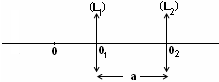 (L₁) (L₂)
0 0₁ 0₂
a